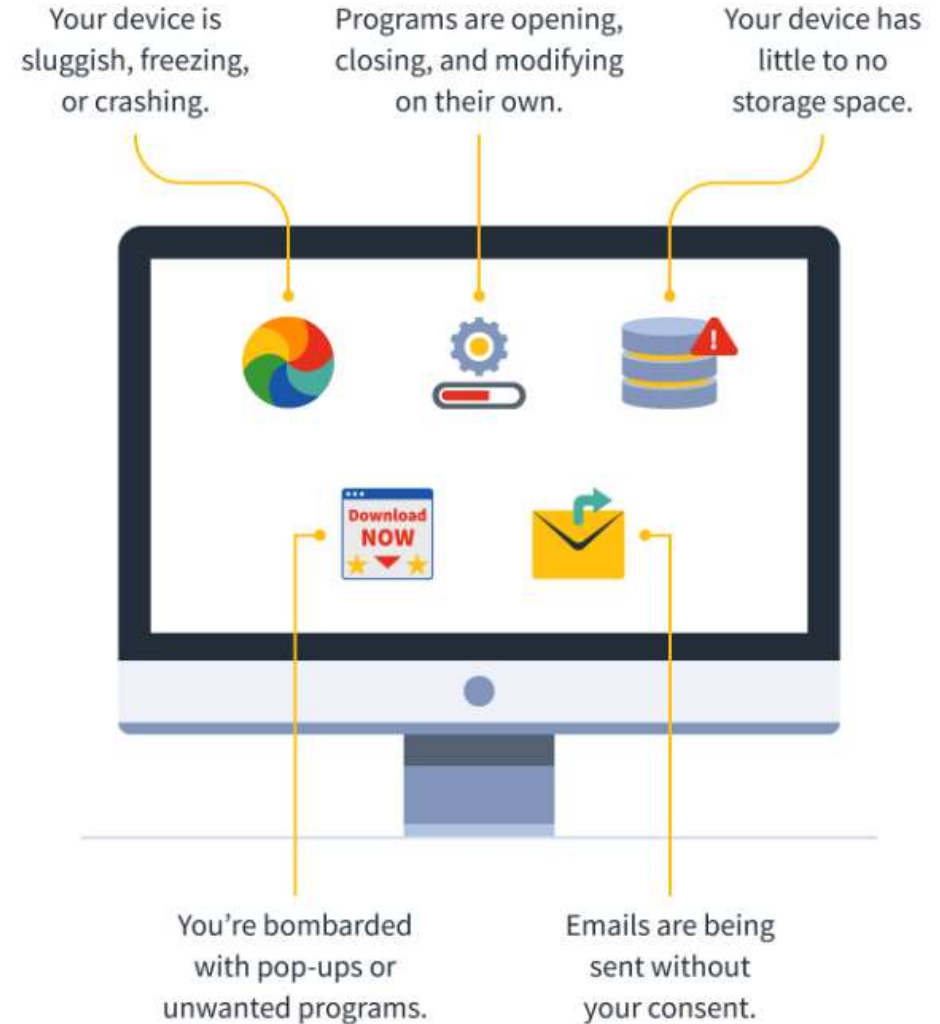 Your device is
sluggish, freezing,
or crashing.
Programs are opening,
closing, and modifying
on their own.
Your device has
little to no
storage space.
Download
NOW
You’re bombarded
with pop-ups or
unwanted programs.
Emails are being
sent without
your consent.